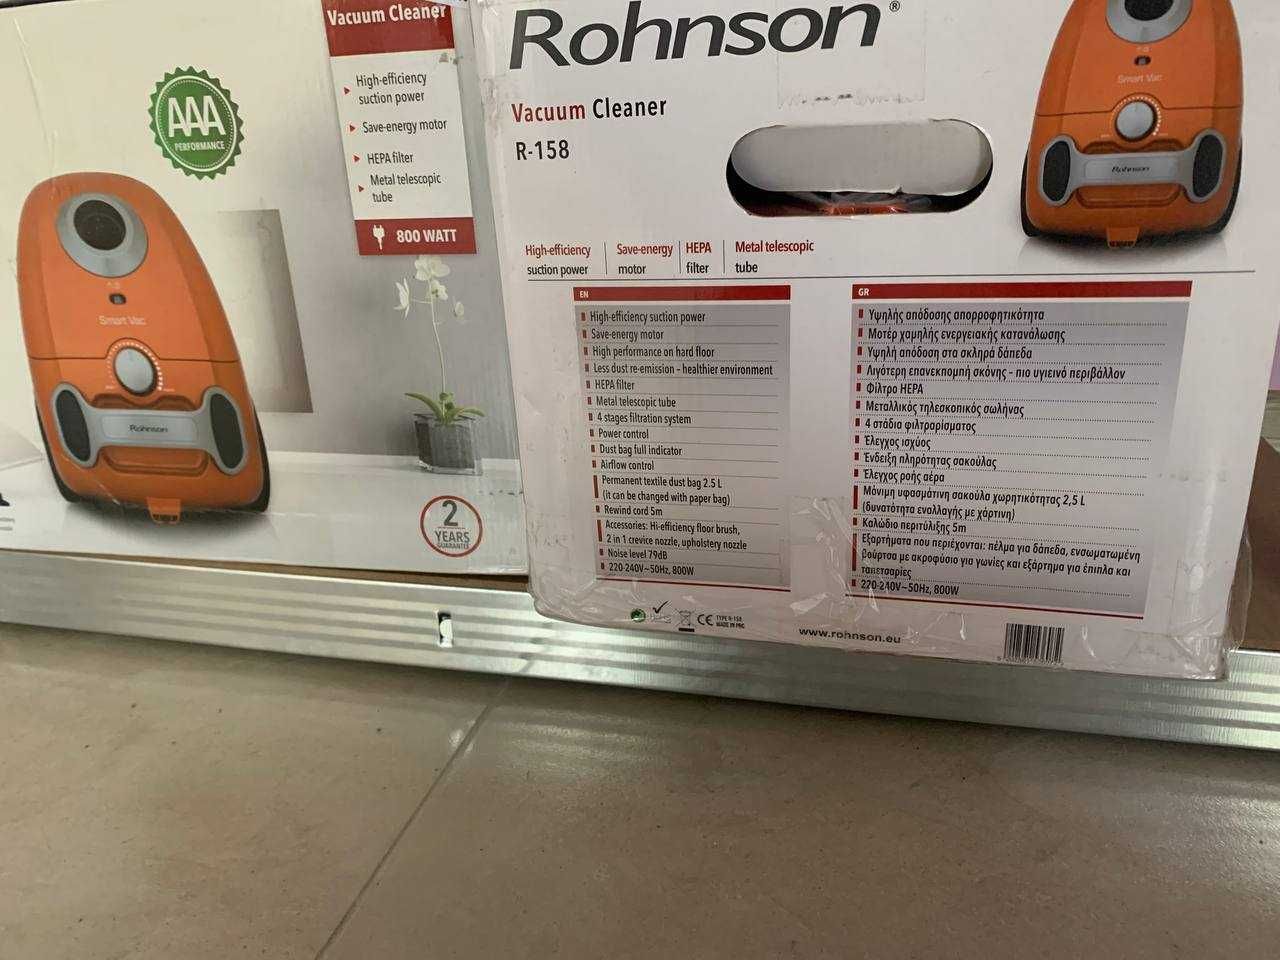 Vacuum Cleaner
High-efficiency
suction power
Save-energy motor
HEPA filter
Metal telescopic
tube
800 WATT
AAA
PERFORMANCE
Smart Vac
Rohnson
2
YEARS
GUARANTEE
Rohnson®
Vacuum Cleaner
R-158
Smart Vac
Rohnson
High-efficiency
suction power
Save-energy
motor
HEPA
filter
Metal telescopic
tube
EN
High-efficiency suction power
Save-energy motor
High performance on hard floor
Less dust re-emission – healthier environment
HEPA filter
Metal telescopic tube
4 stages filtration system
Power control
Dust bag full indicator
Airflow control
Permanent textile dust bag 2.5 L
(it can be changed with paper bag)
Rewind cord 5m
Accessories: Hi-efficiency floor brush,
2 in 1 crevice nozzle, upholstery nozzle
Noise level 79dB
220-240V~50Hz, 800W
GR
Υψηλής απόδοσης απορροφητικότητα
Μοτέρ χαμηλής ενεργειακής κατανάλωσης
Υψηλή απόδοση στα σκληρά δάπεδα
Λιγότερη επανεκπομπή σκόνης - πιο υγιεινό περιβάλλον
Φίλτρο HEPA
Μεταλλικός τηλεσκοπικός σωλήνας
4 στάδια φιλτραρίσματος
Έλεγχος ισχύος
Ένδειξη πληρότητας σακούλας
Έλεγχος ροής αέρα
Μόνιμη υφασμάτινη σακούλα χωρητικότητας 2,5 L
(δυνατότητα εναλλαγής με χάρτινη)
Καλώδιο περιτύλιξης 5m
Εξαρτήματα που περιέχονται: πέλμα για δάπεδα, ενσωματωμένη
βούρτσα με ακροφύσιο για γωνίες και εξάρτημα για έπιπλα και
ταπετσαρίες
220-240V~50Hz, 800W
RoHS
CE
TYPE R-158
MADE IN PRC
www.rohnson.eu